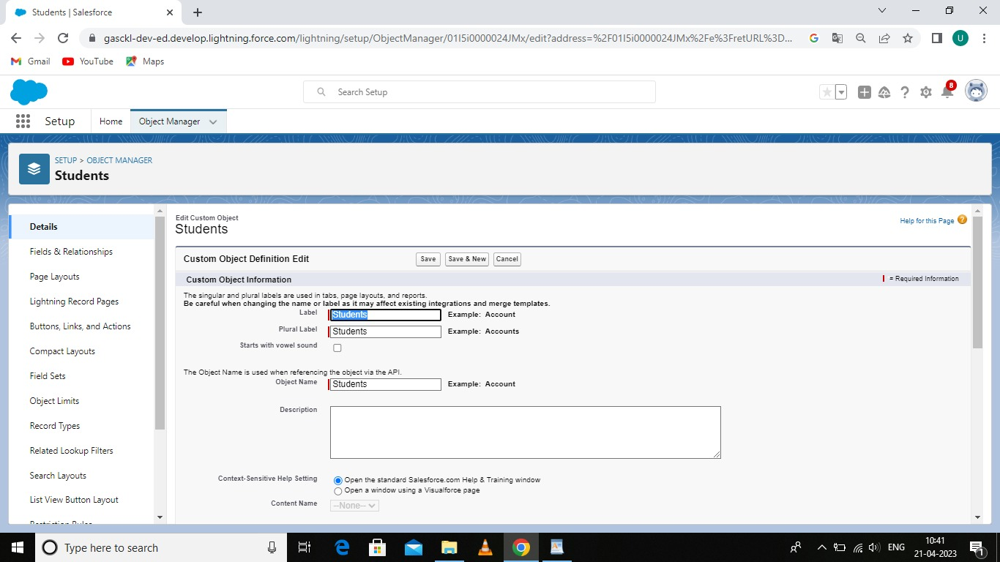 Students | Salesforce
gasckl-dev-ed.develop.lightning.force.com/lightning/setup/ObjectManager/01I5i0000024JMx/edit?address=%2F01I5i0000024JMx%2Fe%3FretURL%3D...
U
Gmail YouTube Maps
Search Setup
8
Setup Home Object Manager
SETUP > OBJECT MANAGER
Students
Details
Fields & Relationships
Page Layouts
Lightning Record Pages
Buttons, Links, and Actions
Compact Layouts
Field Sets
Object Limits
Record Types
Related Lookup Filters
Search Layouts
List View Button Layout
Restriction Rules
Edit Custom Object
Students
Help for this Page ?
Custom Object Definition Edit Save Save & New Cancel
Custom Object Information = Required Information
The singular and plural labels are used in tabs, page layouts, and reports.
Be careful when changing the name or label as it may affect existing integrations and merge templates.
Label Students Example: Account
Plural Label Students Example: Accounts
Starts with vowel sound
The Object Name is used when referencing the object via the API.
Object Name Students Example: Account
Description
Context-Sensitive Help Setting Open the standard Salesforce.com Help & Training window
Open a window using a Visualforce page
Content Name --None--
Type here to search
ENG
10:41
21-04-2023
1